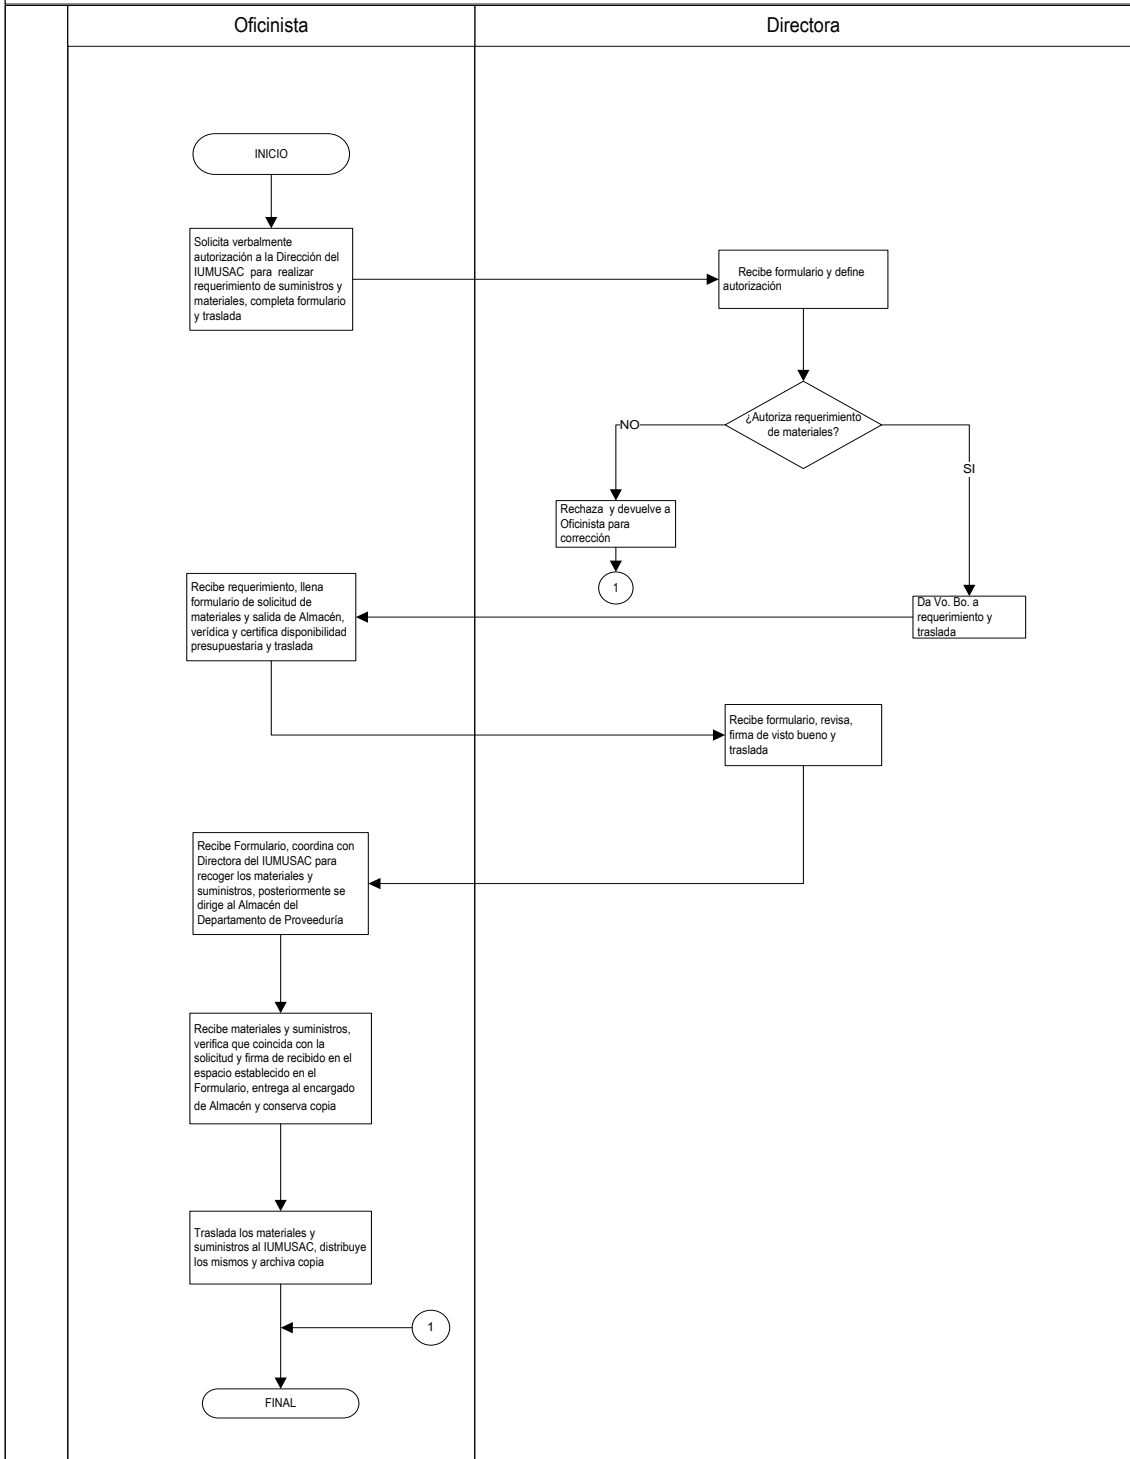 Oficinista
Directora
INICIO
Solicita verbalmente
autorización a la Dirección del
IUMUSAC para realizar
requerimiento de suministros y
materiales, completa formulario
y traslada
Recibe formulario y define
autorización
¿Autoriza requerimiento
de materiales?
NO
SI
Rechaza y devuelve a
Oficinista para
corrección
1
Da Vo. Bo. a
requerimiento y
traslada
Recibe requerimiento, llena
formulario de solicitud de
materiales y salida de Almacén,
verídica y certifica disponibilidad
presupuestaria y traslada
Recibe formulario, revisa,
firma de visto bueno y
traslada
Recibe Formulario, coordina con
Directora del IUMUSAC para
recoger los materiales y
suministros, posteriormente se
dirige al Almacén del
Departamento de Proveeduría
Recibe materiales y suministros,
verifica que coincida con la
solicitud y firma de recibido en el
espacio establecido en el
Formulario, entrega al encargado
de Almacén y conserva copia
Traslada los materiales y
suministros al IUMUSAC, distribuye
los mismos y archiva copia
1
FINAL